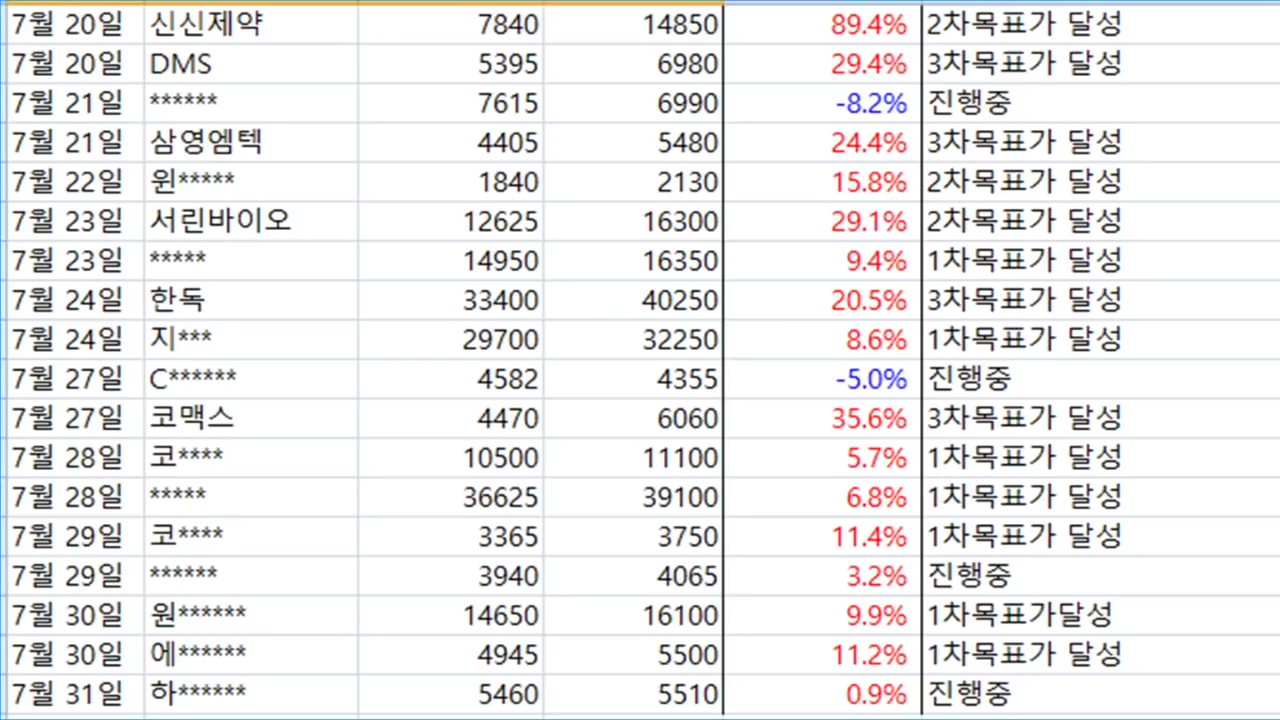 7월 20일 신신제약 7840 14850 89.4% 2차목표가 달성
7월 20일 DMS 5395 6980 29.4% 3차목표가 달성
7월 21일 ****** 7615 6990 -8.2% 진행중
7월 21일 삼영엠텍 4405 5480 24.4% 3차목표가 달성
7월 22일 윈***** 1840 2130 15.8% 2차목표가 달성
7월 23일 서린바이오 12625 16300 29.1% 2차목표가 달성
7월 23일 ***** 14950 16350 9.4% 1차목표가 달성
7월 24일 한독 33400 40250 20.5% 3차목표가 달성
7월 24일 지*** 29700 32250 8.6% 1차목표가 달성
7월 27일 C****** 4582 4355 -5.0% 진행중
7월 27일 코맥스 4470 6060 35.6% 3차목표가 달성
7월 28일 코**** 10500 11100 5.7% 1차목표가 달성
7월 28일 ***** 36625 39100 6.8% 1차목표가 달성
7월 29일 코**** 3365 3750 11.4% 1차목표가 달성
7월 29일 ****** 3940 4065 3.2% 진행중
7월 30일 원****** 14650 16100 9.9% 1차목표가달성
7월 30일 에****** 4945 5500 11.2% 1차목표가 달성
7월 31일 하****** 5460 5510 0.9% 진행중